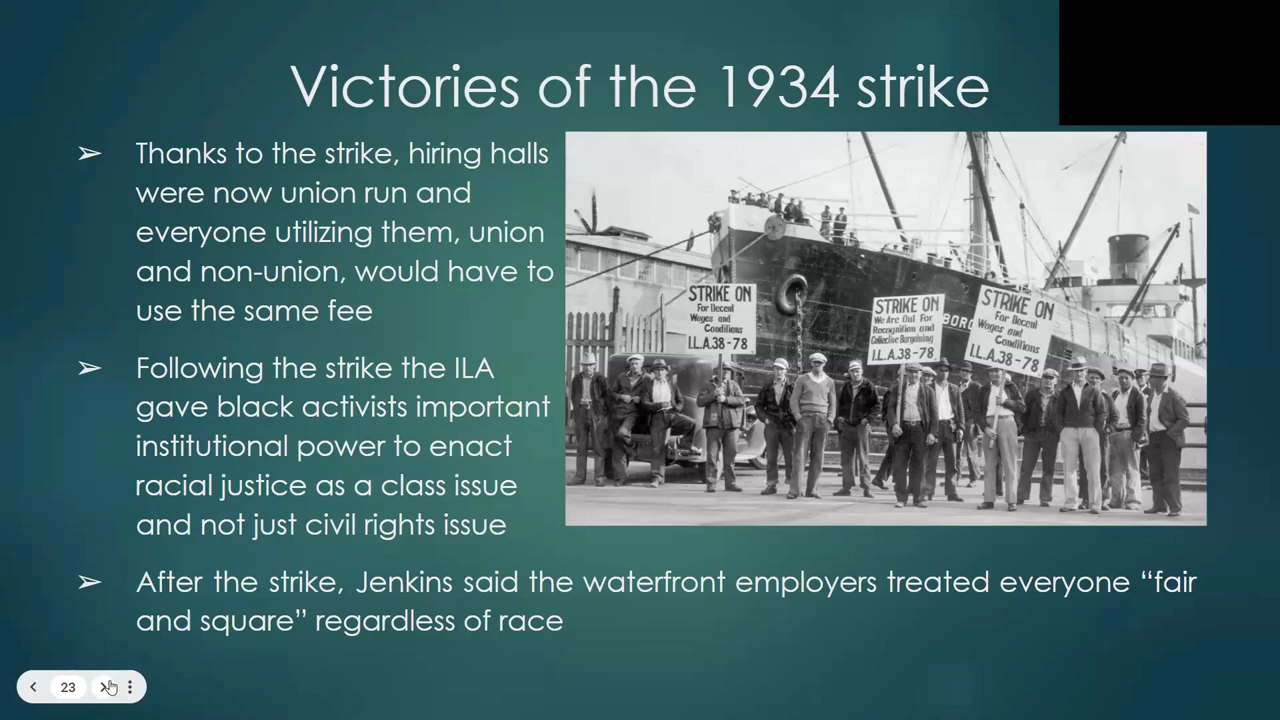 Victories of the 1934 strike
➢ Thanks to the strike, hiring halls
were now union run and
everyone utilizing them, union
and non-union, would have to
use the same fee
➢ Following the strike the ILA
gave black activists important
institutional power to enact
racial justice as a class issue
and not just civil rights issue
➢ After the strike, Jenkins said the waterfront employers treated everyone “fair
and square” regardless of race
STRIKE ON
For Decent
Wages and
Conditions
I.L.A.38-78
STRIKE ON
We Are Out For
Recognition and
Collective Bargaining
I.L.A.38-78
STRIKE ON
For Decent
Wages and
Conditions
I.L.A.38-78
23